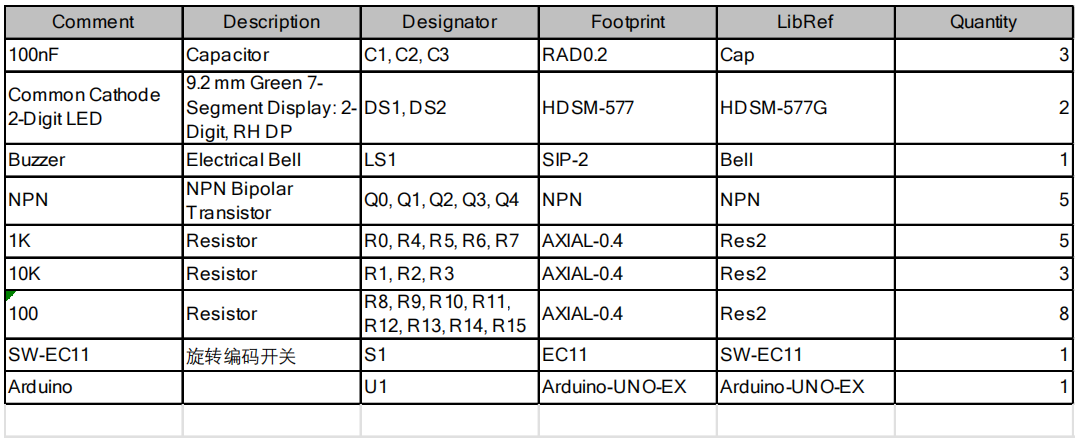 Comment Description Designator Footprint LibRef Quantity
100nF Capacitor C1, C2, C3 RAD0.2 Cap 3
Common Cathode
2-Digit LED
9.2 mm Green 7-
Segment Display: 2-
Digit, RH DP
DS1, DS2 HDSM-577 HDSM-577G 2
Buzzer Electrical Bell LS1 SIP-2 Bell 1
NPN
NPN Bipolar
Transistor
Q0, Q1, Q2, Q3, Q4 NPN NPN 5
1K Resistor R0, R4, R5, R6, R7 AXIAL-0.4 Res2 5
10K Resistor R1, R2, R3 AXIAL-0.4 Res2 3
100 Resistor
R8, R9, R10, R11,
R12, R13, R14, R15
AXIAL-0.4 Res2 8
SW-EC11 旋转编码开关 S1 EC11 SW-EC11 1
Arduino U1 Arduino-UNO-EX Arduino-UNO-EX 1